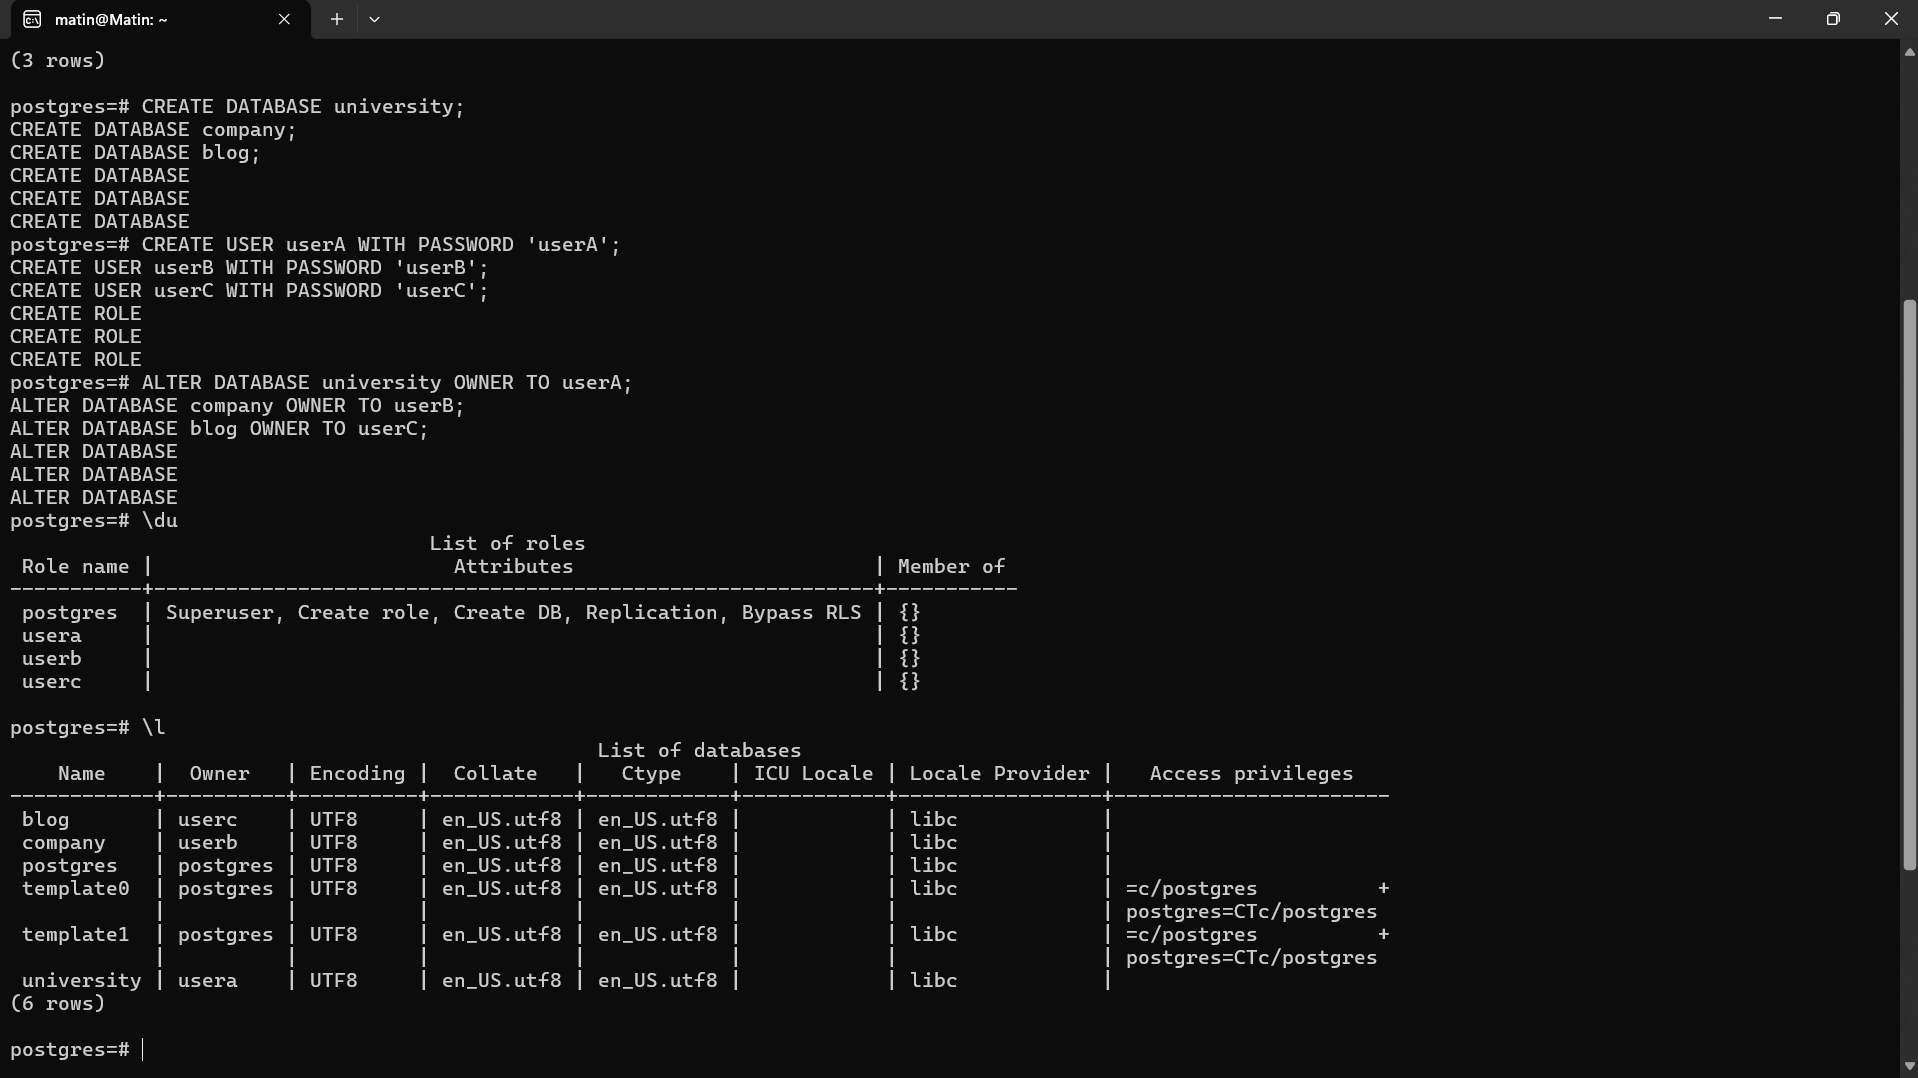 matin@Matin: ~
(3 rows)
postgres=# CREATE DATABASE university;
CREATE DATABASE company;
CREATE DATABASE blog;
CREATE DATABASE
CREATE DATABASE
CREATE DATABASE
postgres=# CREATE USER userA WITH PASSWORD 'userA';
CREATE USER userB WITH PASSWORD 'userB';
CREATE USER userC WITH PASSWORD 'userC';
CREATE ROLE
CREATE ROLE
CREATE ROLE
postgres=# ALTER DATABASE university OWNER TO userA;
ALTER DATABASE company OWNER TO userB;
ALTER DATABASE blog OWNER TO userC;
ALTER DATABASE
ALTER DATABASE
ALTER DATABASE
postgres=# \du
                                   List of roles
 Role name |                         Attributes                         | Member of
-----------+------------------------------------------------------------+-----------
 postgres  | Superuser, Create role, Create DB, Replication, Bypass RLS | {}
 usera     |                                                            | {}
 userb     |                                                            | {}
 userc     |                                                            | {}
postgres=# \l
                                                 List of databases
    Name    |  Owner   | Encoding |  Collate   |   Ctype    | ICU Locale | Locale Provider |   Access privileges
------------+----------+----------+------------+------------+------------+-----------------+-----------------------
 blog       | userc    | UTF8     | en_US.utf8 | en_US.utf8 |            | libc            |
 company    | userb    | UTF8     | en_US.utf8 | en_US.utf8 |            | libc            |
 postgres   | postgres | UTF8     | en_US.utf8 | en_US.utf8 |            | libc            |
 template0  | postgres | UTF8     | en_US.utf8 | en_US.utf8 |            | libc            | =c/postgres          +
            |          |          |            |            |            |                 | postgres=CTc/postgres
 template1  | postgres | UTF8     | en_US.utf8 | en_US.utf8 |            | libc            | =c/postgres          +
            |          |          |            |            |            |                 | postgres=CTc/postgres
 university | usera    | UTF8     | en_US.utf8 | en_US.utf8 |            | libc            |
(6 rows)
postgres=#